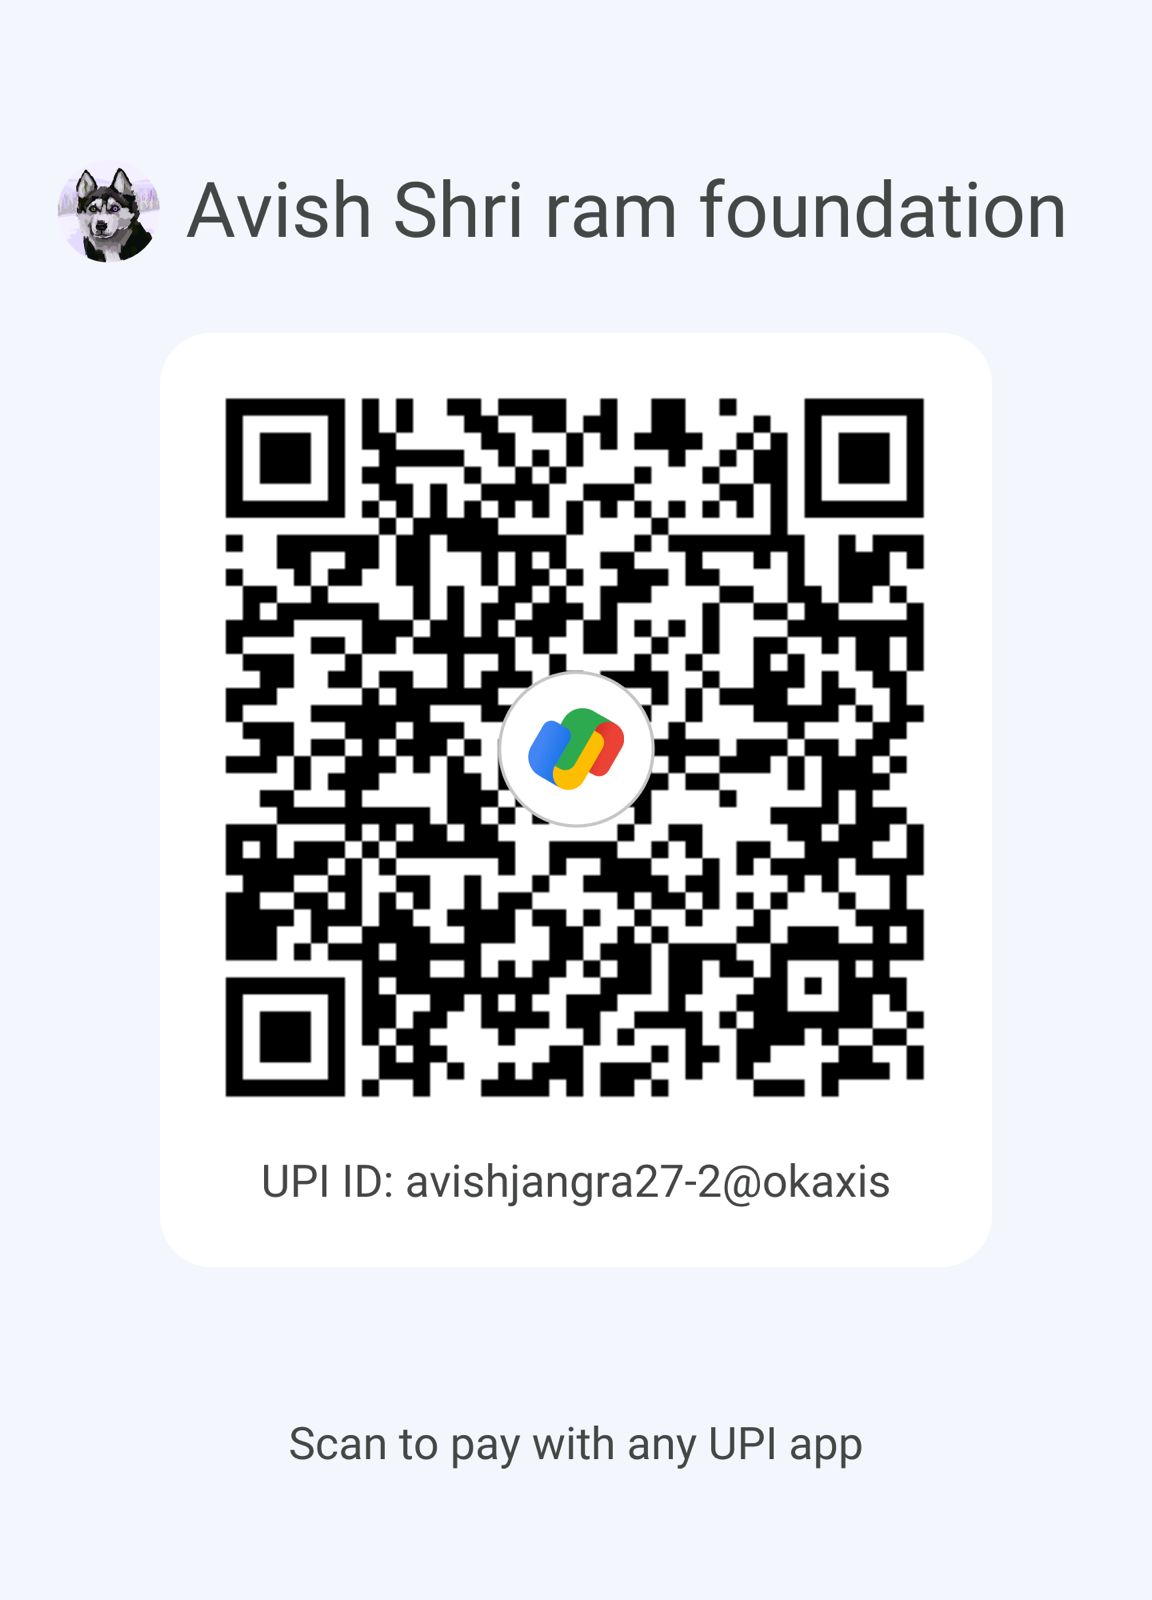 Avish Shri ram foundation
UPI ID: avishjangra27-2@okaxis
Scan to pay with any UPI app